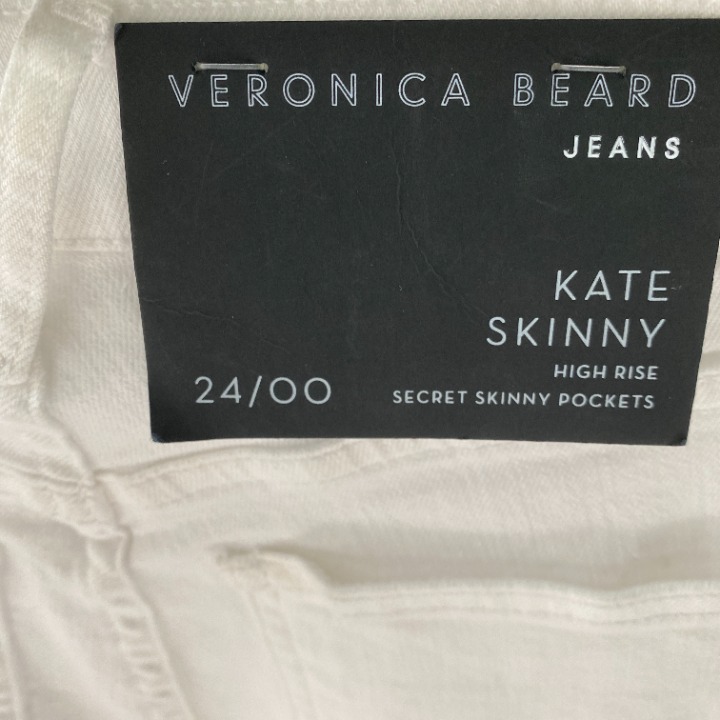 VERONICA BEARD
JEANS
KATE
SKINNY
HIGH RISE
24/00
SECRET SKINNY POCKETS